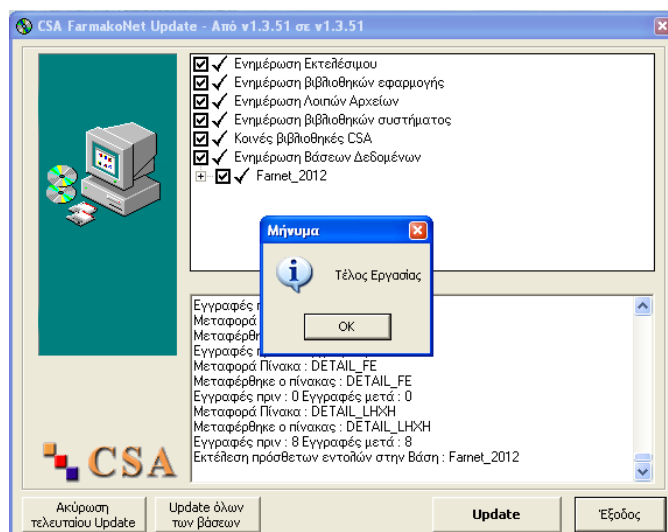 CSA FarmakoNet Update - Από v1.3.51 σε v1.3.51
Ενημέρωση Εκτελέσιμου
Ενημέρωση βιβλιοθηκών εφαρμογής
Ενημέρωση Λοιπών Αρχείων
Ενημέρωση βιβλιοθηκών συστήματος
Κοινές βιβλιοθηκές CSA
Ενημέρωση Βάσεων Δεδομένων
Farnet_2012
Μήνυμα
Τέλος Εργασίας
OK
Εγγραφές
Μεταφορά
Μεταφέρθηκε
Εγγραφές
Μεταφορά Πίνακα : DETAIL_FE
Μεταφέρθηκε ο πίνακας : DETAIL_FE
Εγγραφές πριν : 0 Εγγραφές μετά : 0
Μεταφορά Πίνακα : DETAIL_LHXH
Μεταφέρθηκε ο πίνακας : DETAIL_LHXH
Εγγραφές πριν : 8 Εγγραφές μετά : 8
Εκτέλεση πρόσθετων εντολών στην Βάση : Farnet_2012
CSA
Ακύρωση
τελευταίου Update
Update όλων
των βάσεων
Update
Έξοδος